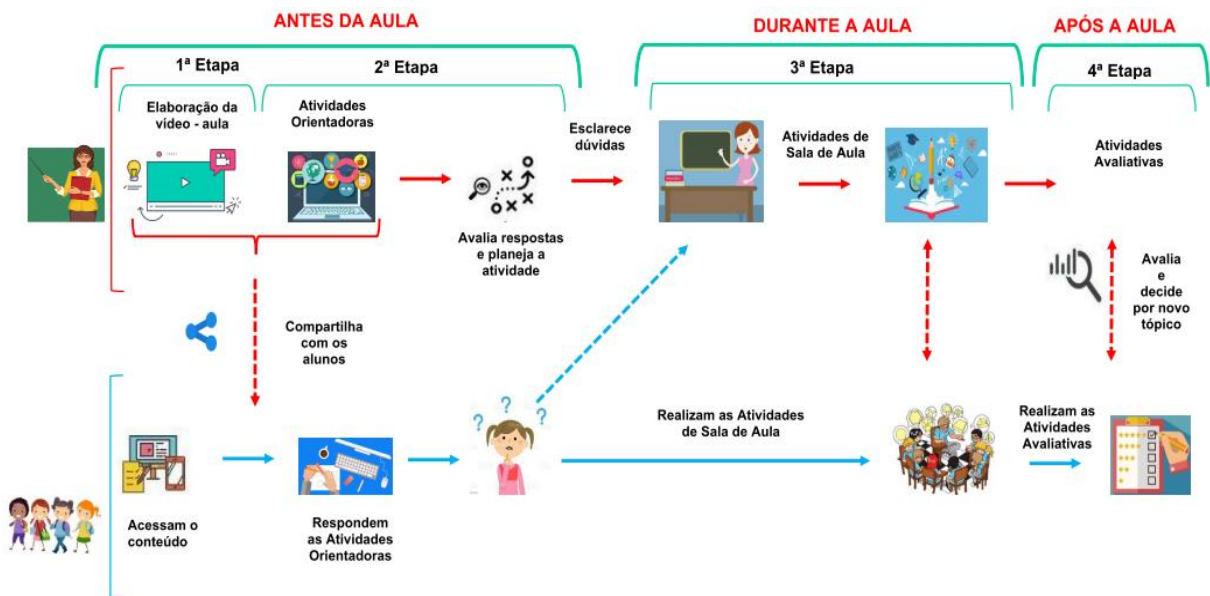 ANTES DA AULA
DURANTE A AULA
APÓS A AULA
1ª Etapa
2ª Etapa
3ª Etapa
4ª Etapa
Elaboração da
vídeo - aula
Atividades
Orientadoras
Esclarece
dúvidas
Atividades de
Sala de Aula
Atividades
Avaliativas
Avalia respostas
e planeja a
atividade
Avalia
e
decide
por novo
tópico
Compartilha
com os
alunos
Realizam as Atividades
de Sala de Aula
Realizam as
Atividades
Avaliativas
Acessam o
conteúdo
Respondem
as Atividades
Orientadoras